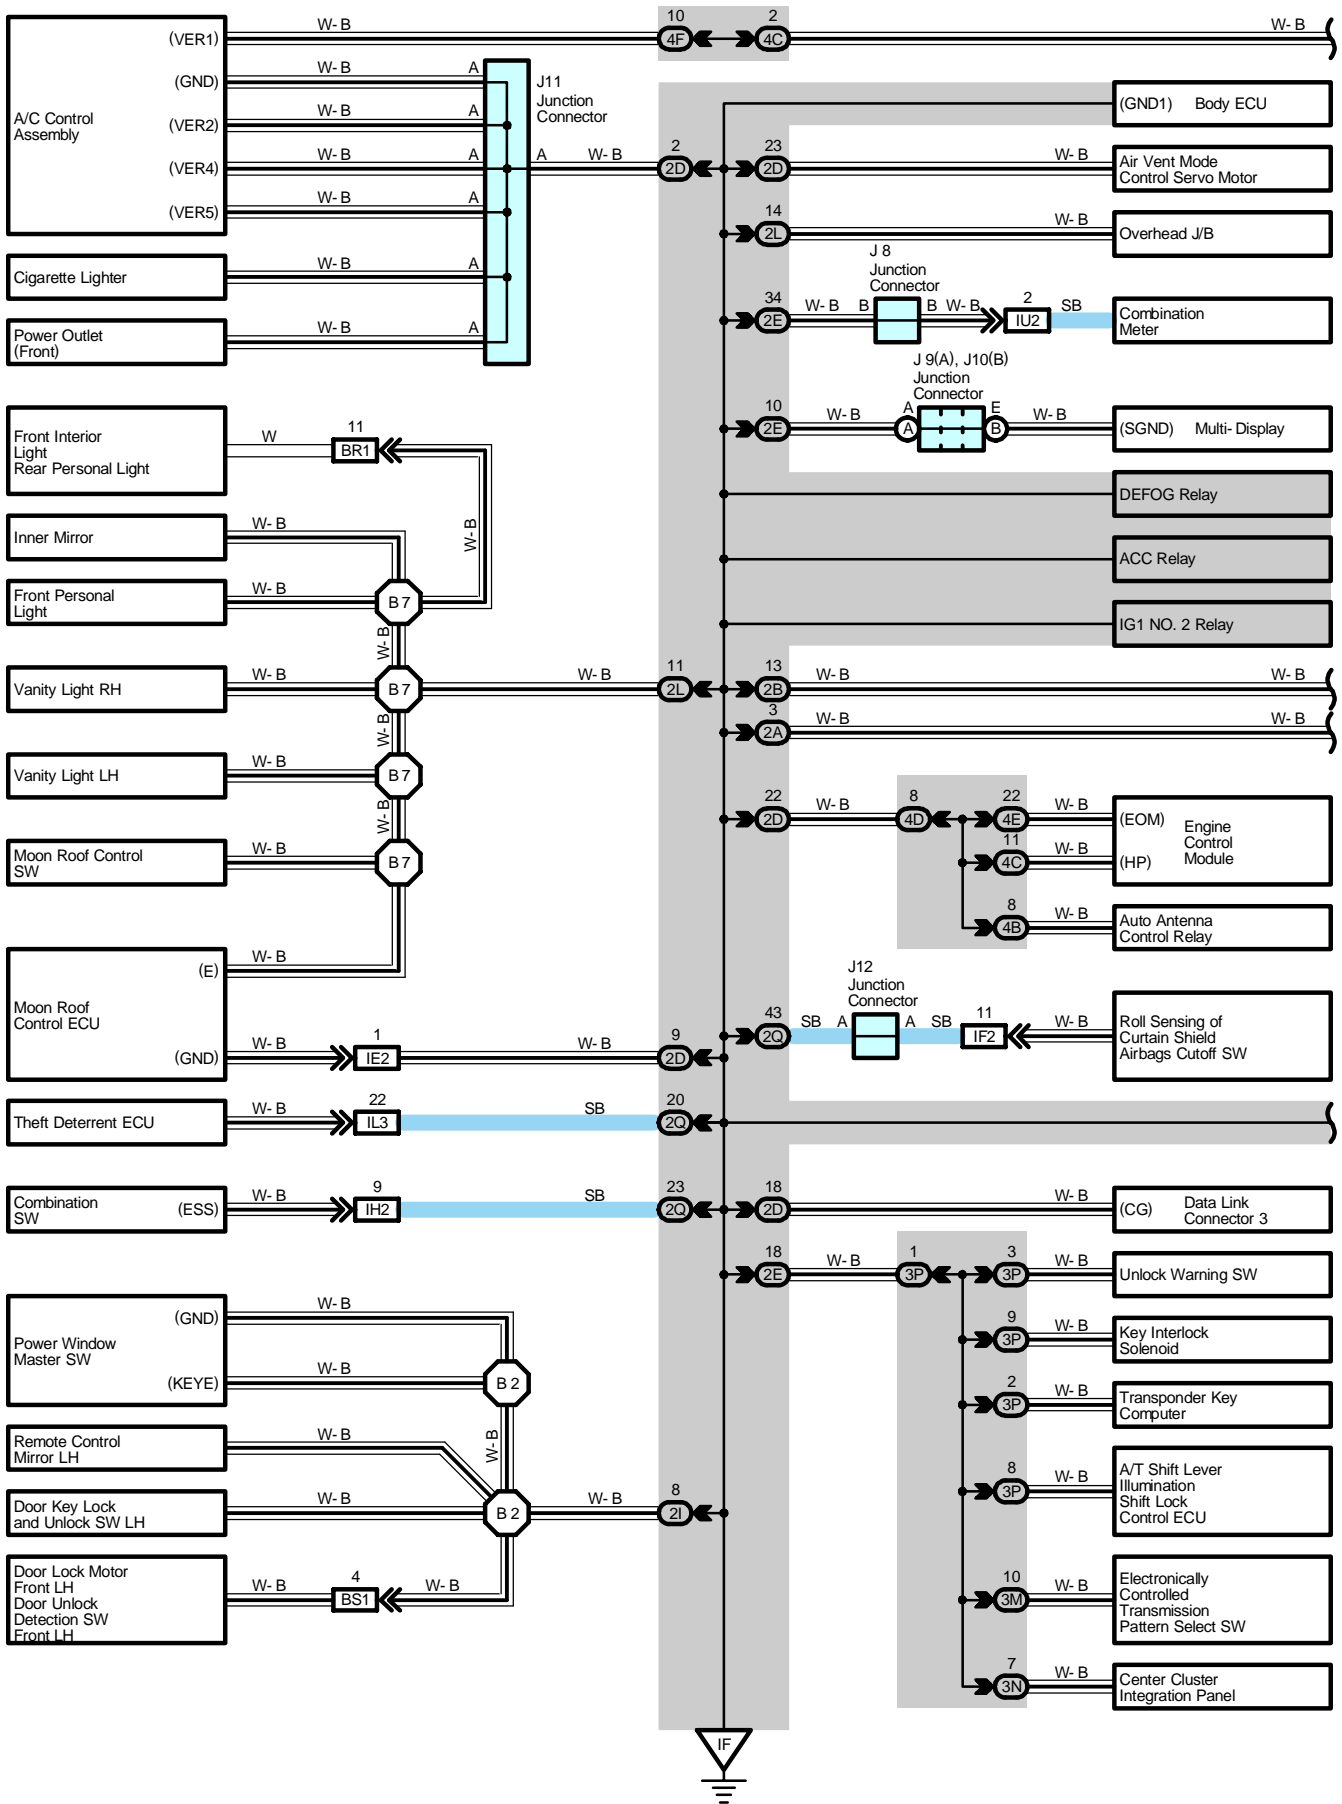 10
2
W- B
W- B
(VER1)
4F
4C
W- B
A
(GND)
J11
Junction
Connector
A/C Control
Assembly
W- B
A
(VER2)
(GND1)
Body ECU
W- B
A
(VER4)
A
W- B
2
2D
23
2D
W- B
Air Vent Mode
Control Servo Motor
W- B
A
(VER5)
14
2L
W- B
Overhead J/B
Cigarette Lighter
W- B
A
J 8
Junction
Connector
34
2E
W- B
B
B
W- B
2
IU2
SB
Combination
Meter
Power Outlet
(Front)
W- B
A
J 9(A), J10(B)
Junction
Connector
10
2E
W- B
A
A
E
B
W- B
(SGND)
Multi- Display
Front Interior
Light
Rear Personal Light
W
11
BR1
W- B
DEFOG Relay
Inner Mirror
W- B
ACC Relay
Front Personal
Light
W- B
B 7
IG1 NO. 2 Relay
W- B
Vanity Light RH
W- B
B 7
W- B
11
2L
13
2B
W- B
W- B
W- B
3
2A
W- B
W- B
Vanity Light LH
W- B
B 7
W- B
22
2D
W- B
8
4D
22
4E
W- B
(EOM)
Engine
Control
Module
11
4C
W- B
(HP)
Moon Roof Control
SW
W- B
B 7
8
4B
W- B
Auto Antenna
Control Relay
W- B
(E)
Moon Roof
Control ECU
J12
Junction
Connector
43
2Q
SB
A
A
SB
11
IF2
W- B
Roll Sensing of
Curtain Shield
Airbags Cutoff SW
(GND)
W- B
1
IE2
W- B
9
2D
Theft Deterrent ECU
W- B
22
IL3
SB
20
2Q
Combination
SW
(ESS)
W- B
9
IH2
SB
23
2Q
18
2D
W- B
(CG)
Data Link
Connector 3
18
2E
W- B
1
3P
3
3P
W- B
Unlock Warning SW
Power Window
Master SW
(GND)
W- B
9
3P
W- B
Key Interlock
Solenoid
(KEYE)
W- B
B 2
2
3P
W- B
Transponder Key
Computer
W- B
Remote Control
Mirror LH
W- B
8
3P
W- B
A/T Shift Lever
Illumination
Shift Lock
Control ECU
Door Key Lock
and Unlock SW LH
W- B
B 2
W- B
8
2I
Door Lock Motor
Front LH
Door Unlock
Detection SW
Front LH
W- B
4
BS1
W- B
10
3M
W- B
Electronically
Controlled
Transmission
Pattern Select SW
7
3N
W- B
Center Cluster
Integration Panel
IF